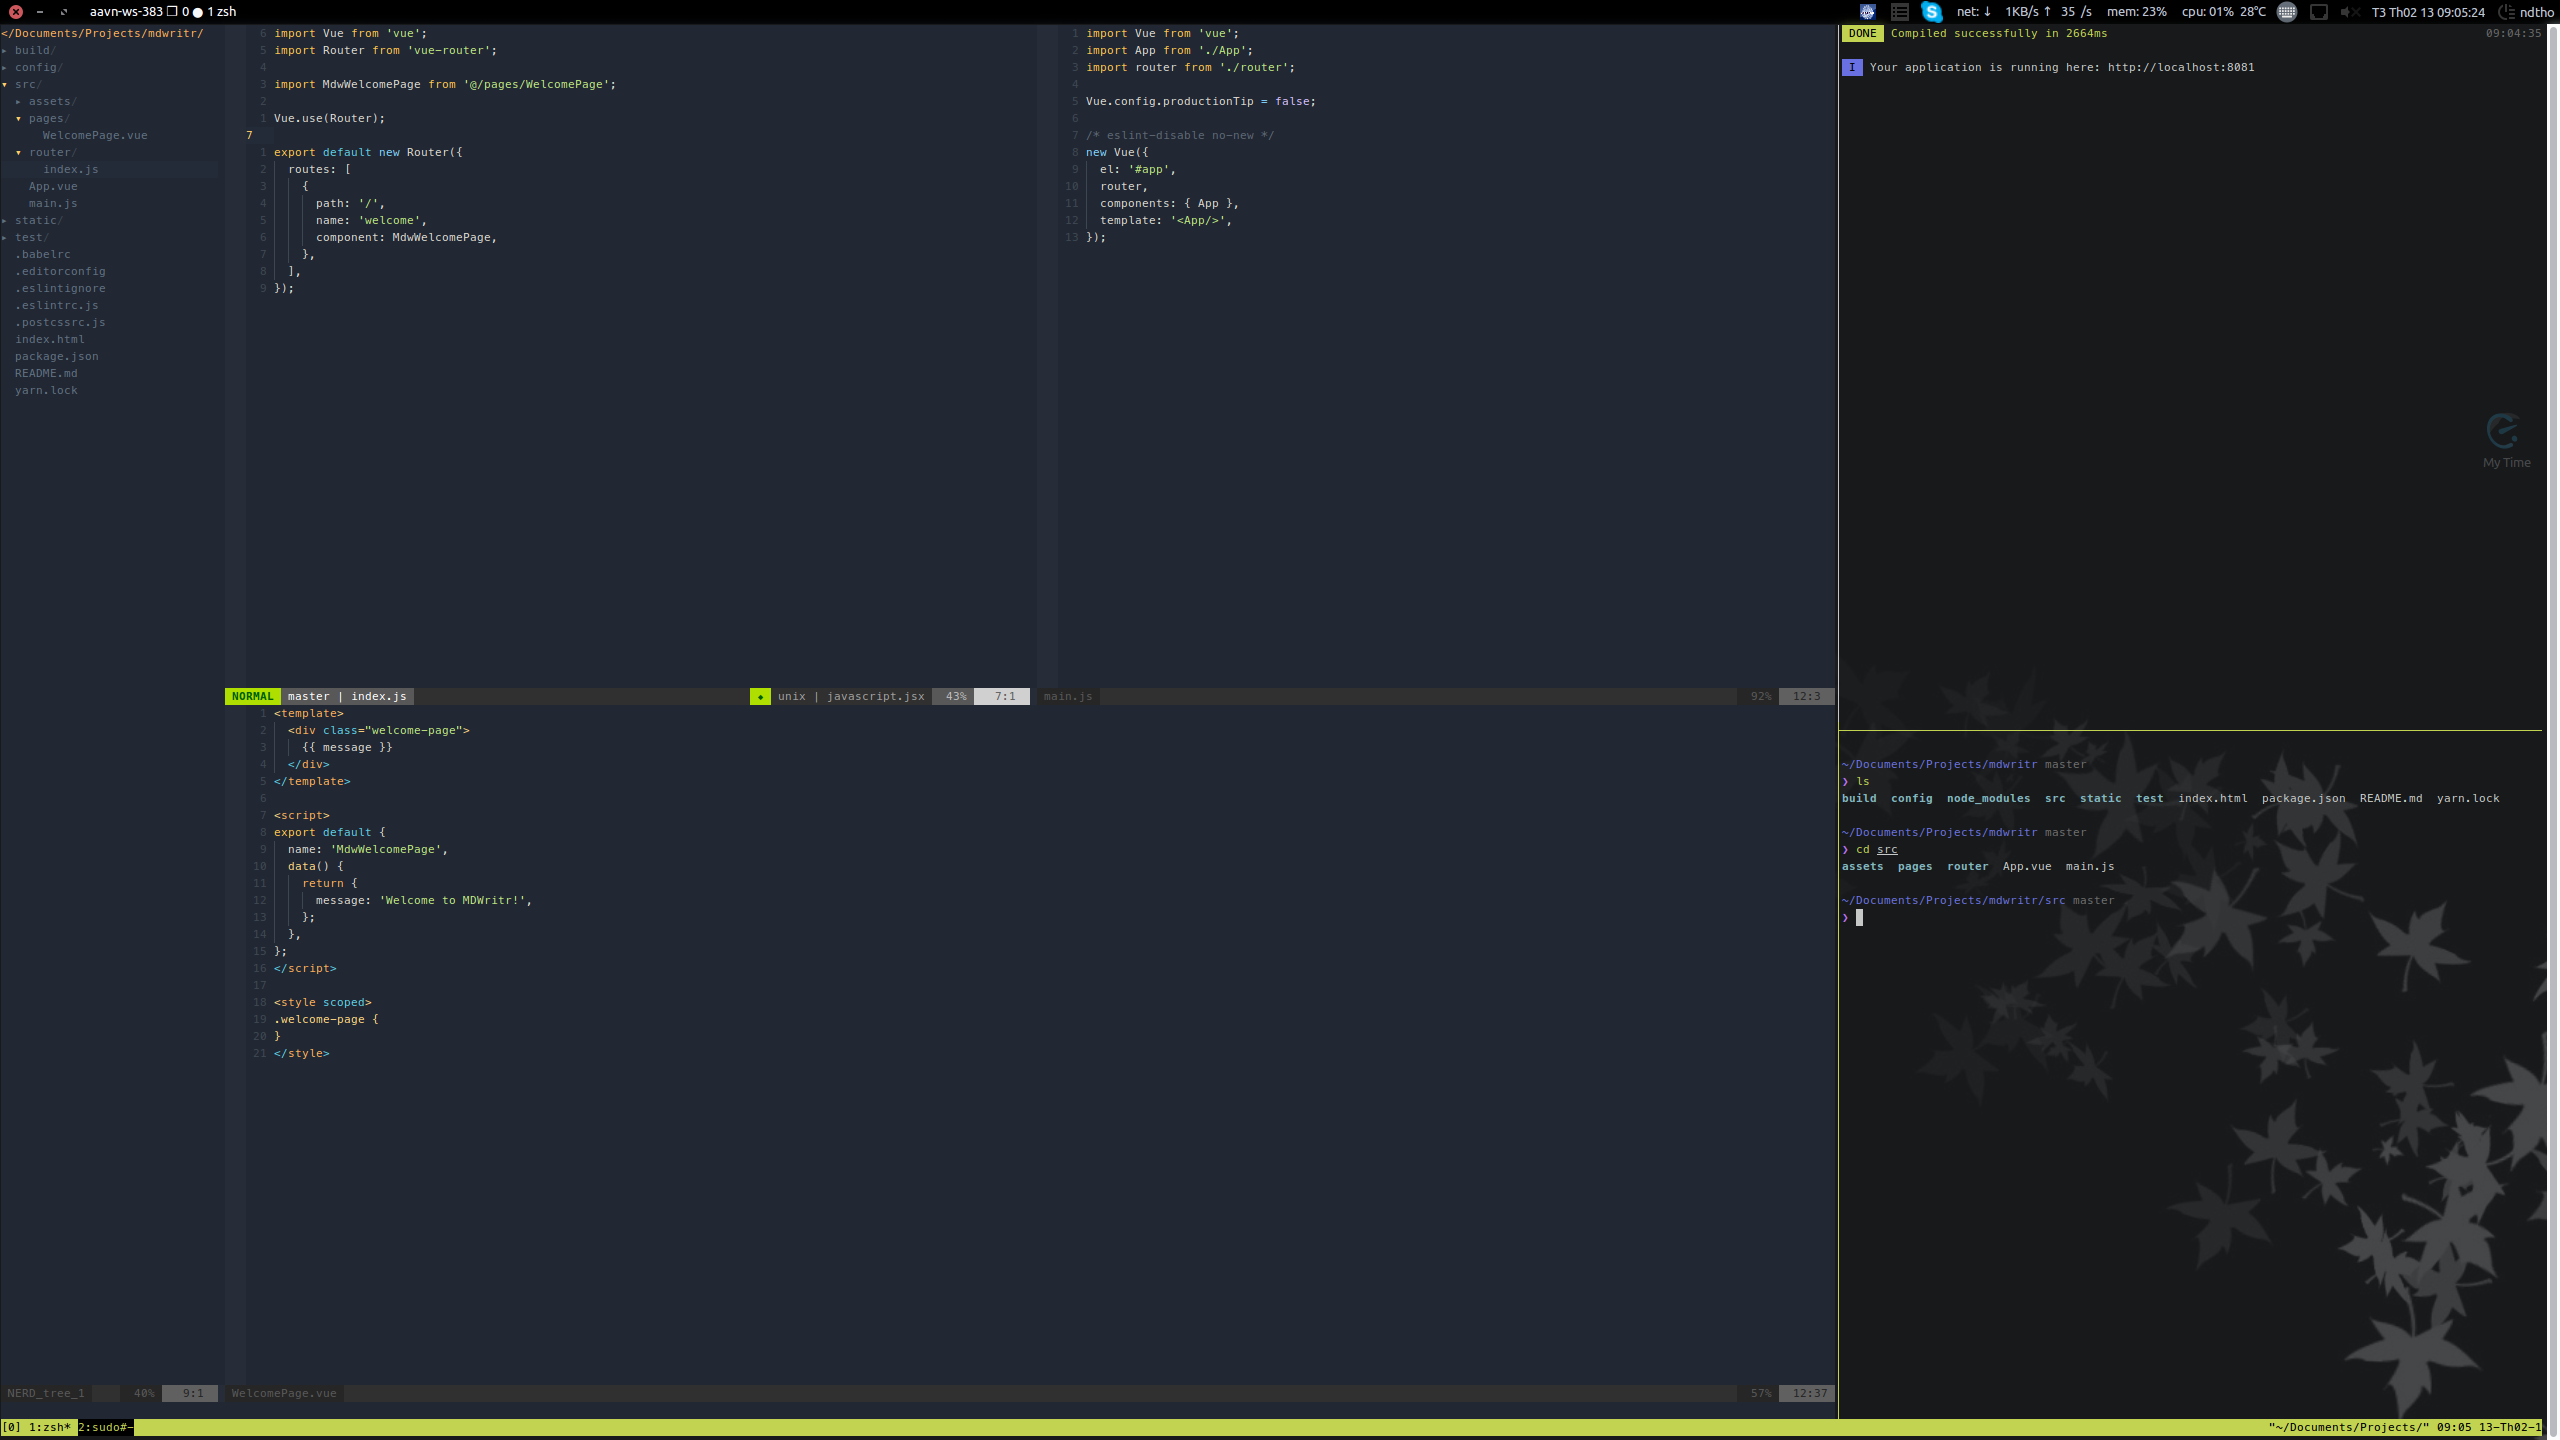 aavn-ws-383 ❐ 0 ● 1 zsh
net: ↓ 1KB/s ↑ 35 /s mem: 23% cpu: 01% 28℃ T3 Th02 13 09:05:24 ndtho
</Documents/Projects/mdwritr/
▸ build/
▸ config/
▾ src/
▸ assets/
▾ pages/
WelcomePage.vue
▾ router/
index.js
App.vue
main.js
▸ static/
▸ test/
.babelrc
.editorconfig
.eslintignore
.eslintrc.js
.postcssrc.js
index.html
package.json
README.md
yarn.lock
NERD_tree_1 40% 9:1
6 import Vue from 'vue';
5 import Router from 'vue-router';
4
3 import MdwWelcomePage from '@/pages/WelcomePage';
2
1 Vue.use(Router);
7
1 export default new Router({
2 routes: [
3 {
4 path: '/',
5 name: 'welcome',
6 component: MdwWelcomePage,
7 },
8 ],
9 });
NORMAL master | index.js unix | javascript.jsx 43% 7:1
1 import Vue from 'vue';
2 import App from './App';
3 import router from './router';
4
5 Vue.config.productionTip = false;
6
7 /* eslint-disable no-new */
8 new Vue({
9 el: '#app',
10 router,
11 components: { App },
12 template: '<App/>',
13 });
main.js 92% 12:3
1 <template>
2 <div class="welcome-page">
3 {{ message }}
4 </div>
5 </template>
6
7 <script>
8 export default {
9 name: 'MdwWelcomePage',
10 data() {
11 return {
12 message: 'Welcome to MDWritr!',
13 };
14 },
15 };
16 </script>
17
18 <style scoped>
19 .welcome-page {
20 }
21 </style>
WelcomePage.vue 57% 12:37
DONE Compiled successfully in 2664ms 09:04:35
I Your application is running here: http://localhost:8081
My Time
~/Documents/Projects/mdwritr master
❯ ls
build config node_modules src static test index.html package.json README.md yarn.lock
~/Documents/Projects/mdwritr master
❯ cd src
assets pages router App.vue main.js
~/Documents/Projects/mdwritr/src master
❯
[0] 1:zsh* 2:sudo#- "~/Documents/Projects/" 09:05 13-Th02-1